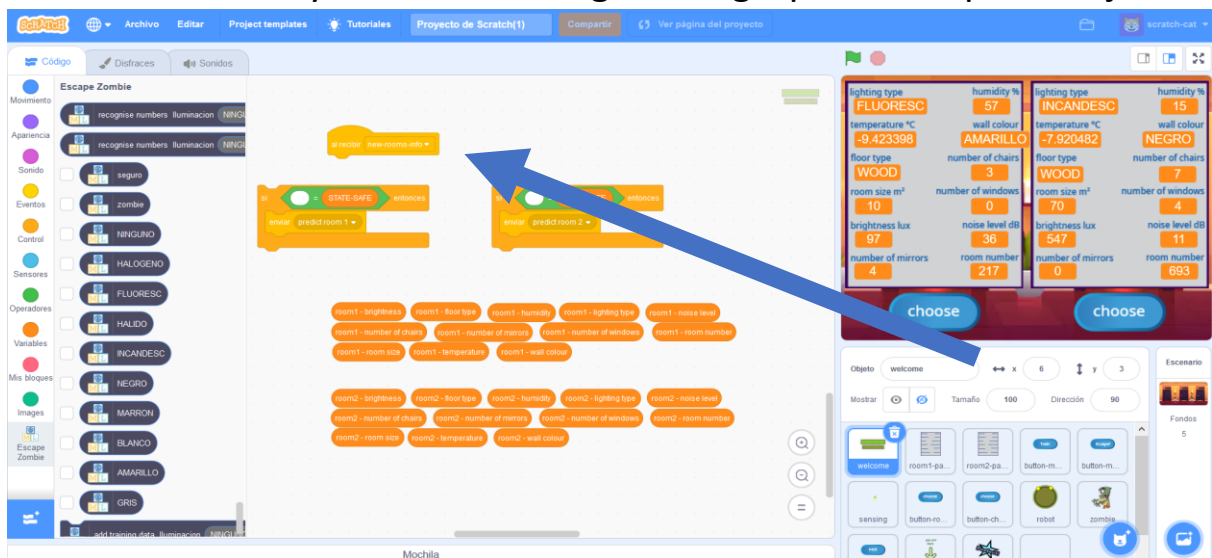 SCRATCH Archivo Editar Project templates Tutoriales Proyecto de Scratch(1) Compartir Ver página del proyecto scratch-cat
Código Disfraces Sonidos
Movimiento
Apariencia
Sonido
Eventos
Control
Sensores
Operadores
Variables
Mis bloques
Images
Escape Zombie
Escape Zombie
recognise numbers Iluminacion
recognise numbers Iluminacion
seguro
zombie
NINGUNO
HALOGENO
FLUORESC
HALIDO
INCANDESC
NEGRO
MARRON
BLANCO
AMARILLO
GRIS
add training data Iluminacion
al recibir new-rooms-info
si = STATE-SAFE entonces
enviar predict room 1
si = entonces
enviar predict room 2
room1 - brightness room1 - floor type room1 - humidity room1 - lighting type room1 - noise level
room1 - number of chairs room1 - number of mirrors room1 - number of windows room1 - room number
room1 - room size room1 - temperature room1 - wall colour
room2 - brightness room2 - floor type room2 - humidity room2 - lighting type room2 - noise level
room2 - number of chairs room2 - number of mirrors room2 - number of windows room2 - room number
room2 - room size room2 - temperature room2 - wall colour
Mochila
lighting type humidity %
FLUORESC 57
temperature °C wall colour
-9.423398 AMARILLO
floor type number of chairs
WOOD 3
room size m² number of windows
10 0
brightness lux noise level dB
97 36
number of mirrors room number
4 217
choose
lighting type humidity %
INCANDESC 15
temperature °C wall colour
-7.920482 NEGRO
floor type number of chairs
WOOD 7
room size m² number of windows
70 4
brightness lux noise level dB
547 11
number of mirrors room number
0 693
choose
Objeto welcome x 6 y 3
Mostrar Tamaño 100 Dirección 90
Escenario
Fondos
5
welcome room1-pa... room2-pa... button-m... button-m...
sensing button-ro... button-ch... robot zombie